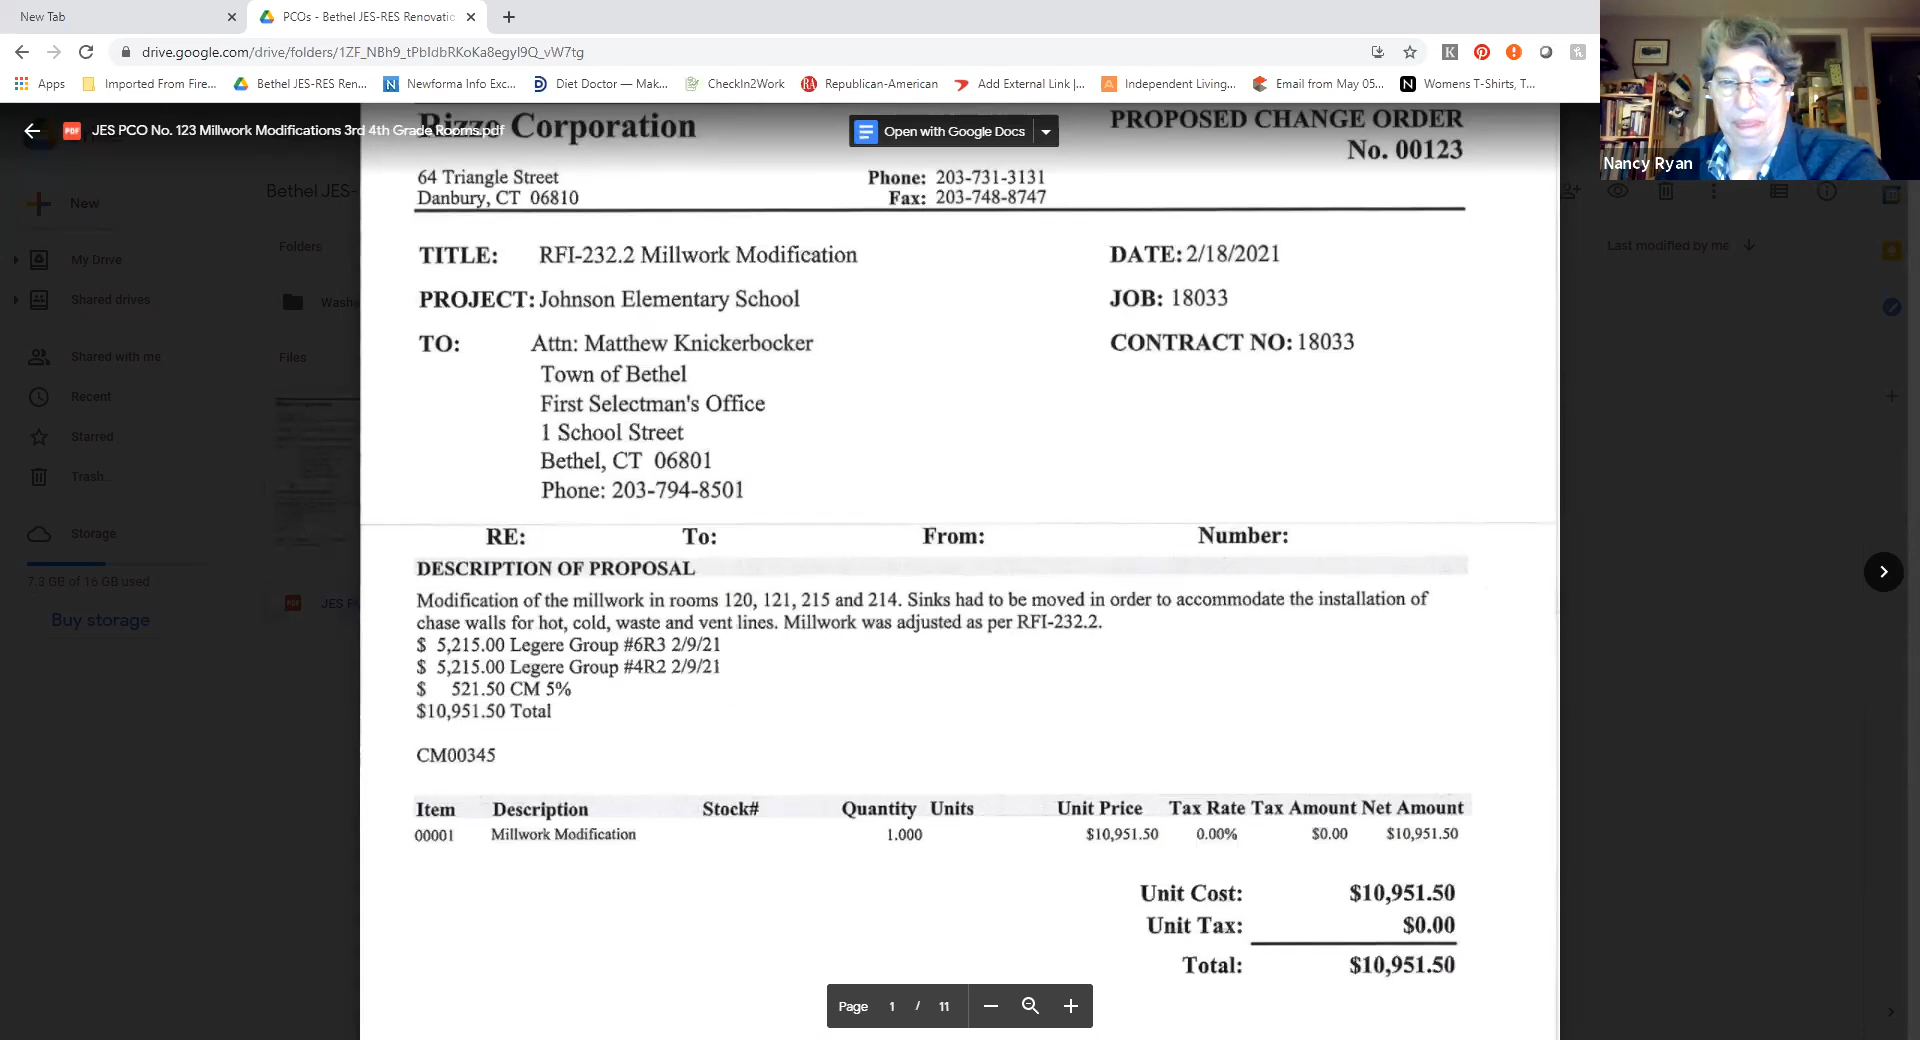 New Tab
PCOs - Bethel JES-RES Renovatio
drive.google.com/drive/folders/1ZF_NBh9_tPbIdbRKoKa8egyI9Q_vW7tg
Apps Imported From Fire... Bethel JES-RES Ren... Newforma Info Exc... Diet Doctor — Mak... CheckIn2Work Republican-American Add External Link |... Independent Living... Email from May 05... Womens T-Shirts, T...
Nancy Ryan
PDF JES PCO No. 123 Millwork Modifications 3rd 4th Grade Rooms.pdf
Open with Google Docs
Corporation
PROPOSED CHANGE ORDER
No. 00123
64 Triangle Street Phone: 203-731-3131
Danbury, CT 06810 Fax: 203-748-8747
TITLE: RFI-232.2 Millwork Modification DATE: 2/18/2021
PROJECT: Johnson Elementary School JOB: 18033
TO: Attn: Matthew Knickerbocker CONTRACT NO: 18033
Town of Bethel
First Selectman's Office
1 School Street
Bethel, CT 06801
Phone: 203-794-8501
RE: To: From: Number:
DESCRIPTION OF PROPOSAL
Modification of the millwork in rooms 120, 121, 215 and 214. Sinks had to be moved in order to accommodate the installation of
chase walls for hot, cold, waste and vent lines. Millwork was adjusted as per RFI-232.2.
$ 5,215.00 Legere Group #6R3 2/9/21
$ 5,215.00 Legere Group #4R2 2/9/21
$ 521.50 CM 5%
$10,951.50 Total
CM00345
Item Description Stock# Quantity Units Unit Price Tax Rate Tax Amount Net Amount
00001 Millwork Modification 1.000 $10,951.50 0.00% $0.00 $10,951.50
Unit Cost: $10,951.50
Unit Tax: $0.00
Total: $10,951.50
Page 1 / 11
New
My Drive
Shared drives
Shared with me
Recent
Starred
Trash
Storage
7.3 GB of 16 GB used
Buy storage
Bethel JES-
Folders
Files
Last modified by me